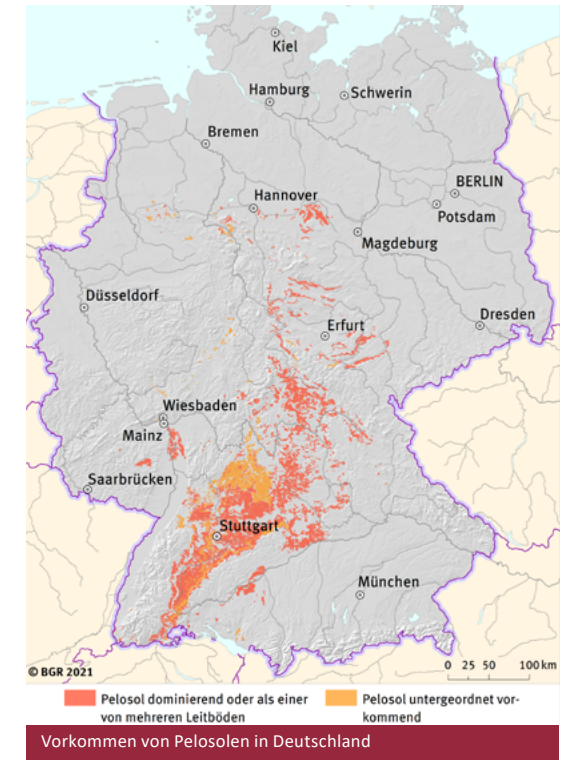 Kiel
Hamburg
Schwerin
Bremen
Hannover
BERLIN
Potsdam
Magdeburg
Düsseldorf
Erfurt
Dresden
Wiesbaden
Mainz
Saarbrücken
Stuttgart
München
© BGR 2021
0 25 50 100 km
Pelosol dominierend oder als einer
von mehreren Leitböden
Pelosol untergeordnet vor-
kommend
Vorkommen von Pelosolen in Deutschland